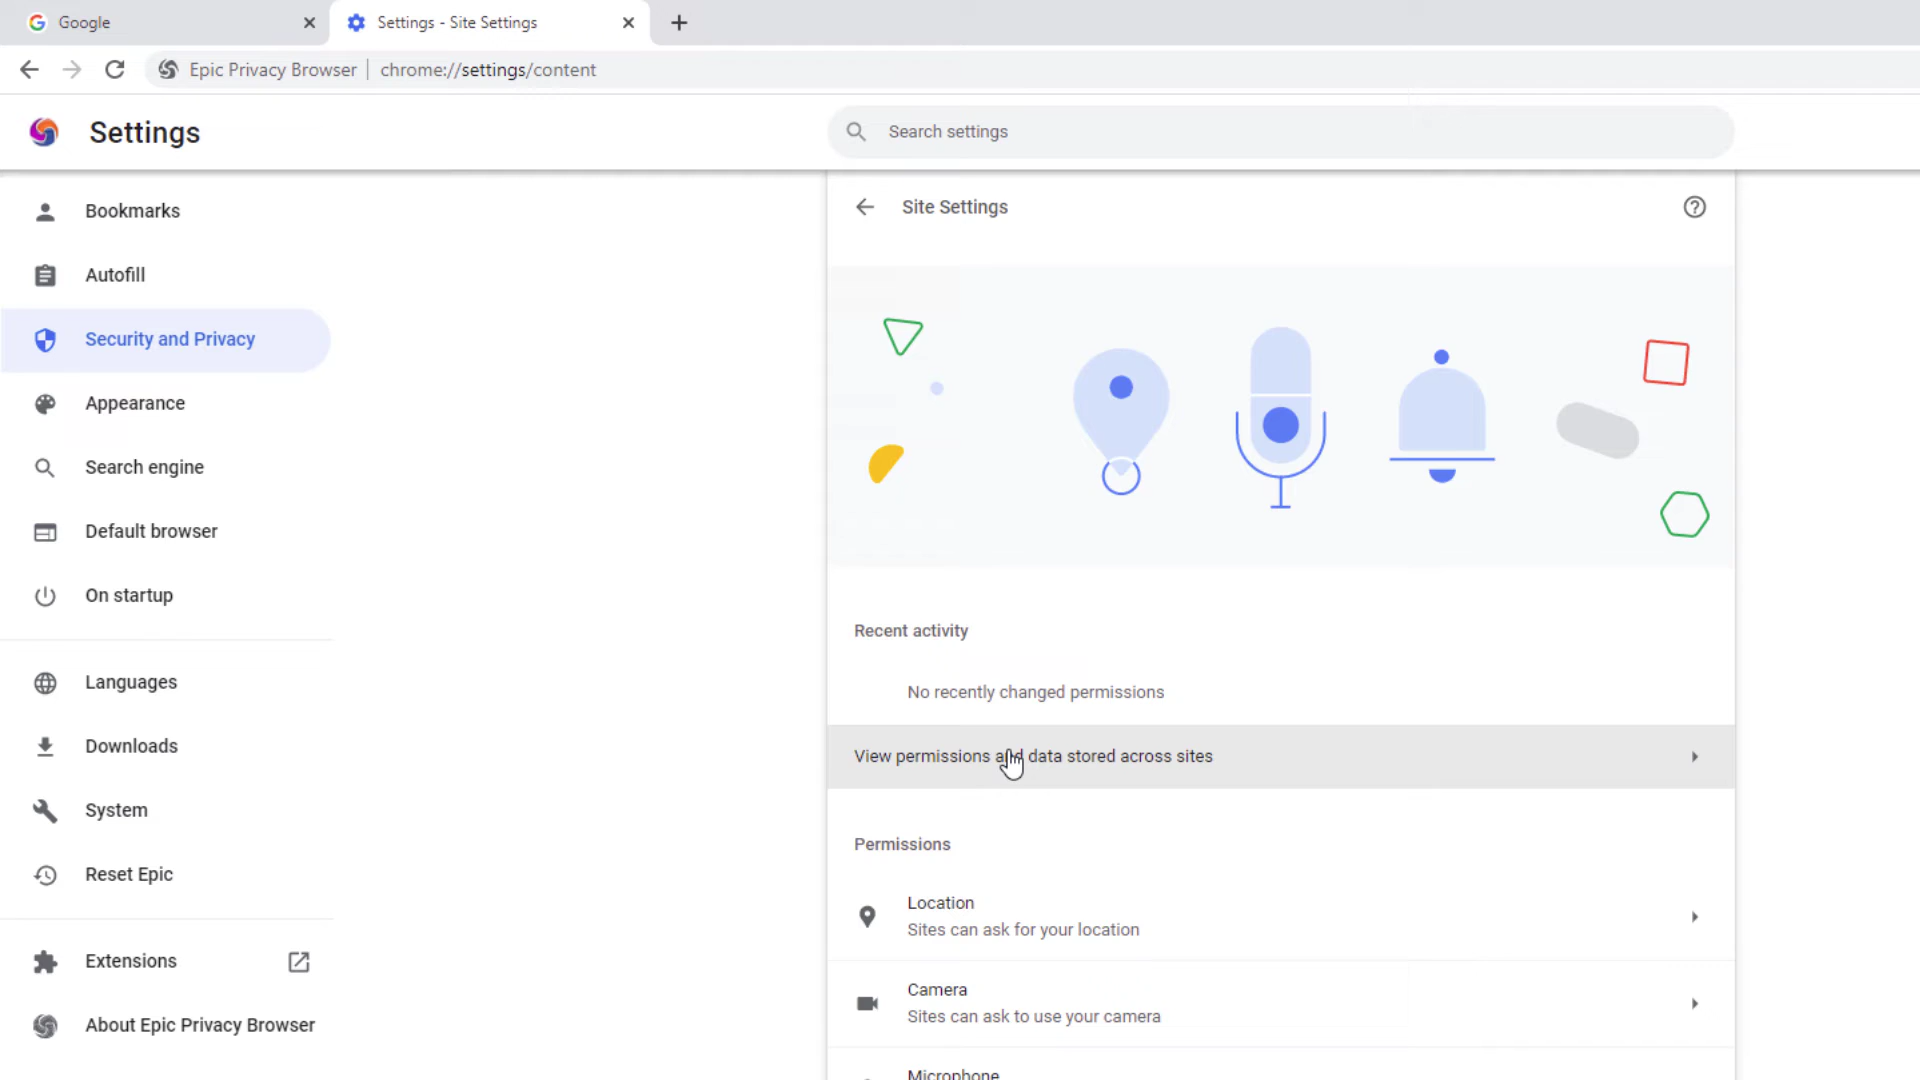 Google
Settings - Site Settings
Epic Privacy Browser
chrome://settings/content
Settings
Search settings
Bookmarks
Autofill
Security and Privacy
Appearance
Search engine
Default browser
On startup
Languages
Downloads
System
Reset Epic
Extensions
About Epic Privacy Browser
Site Settings
Recent activity
No recently changed permissions
View permissions and data stored across sites
Permissions
Location
Sites can ask for your location
Camera
Sites can ask to use your camera
Microphone